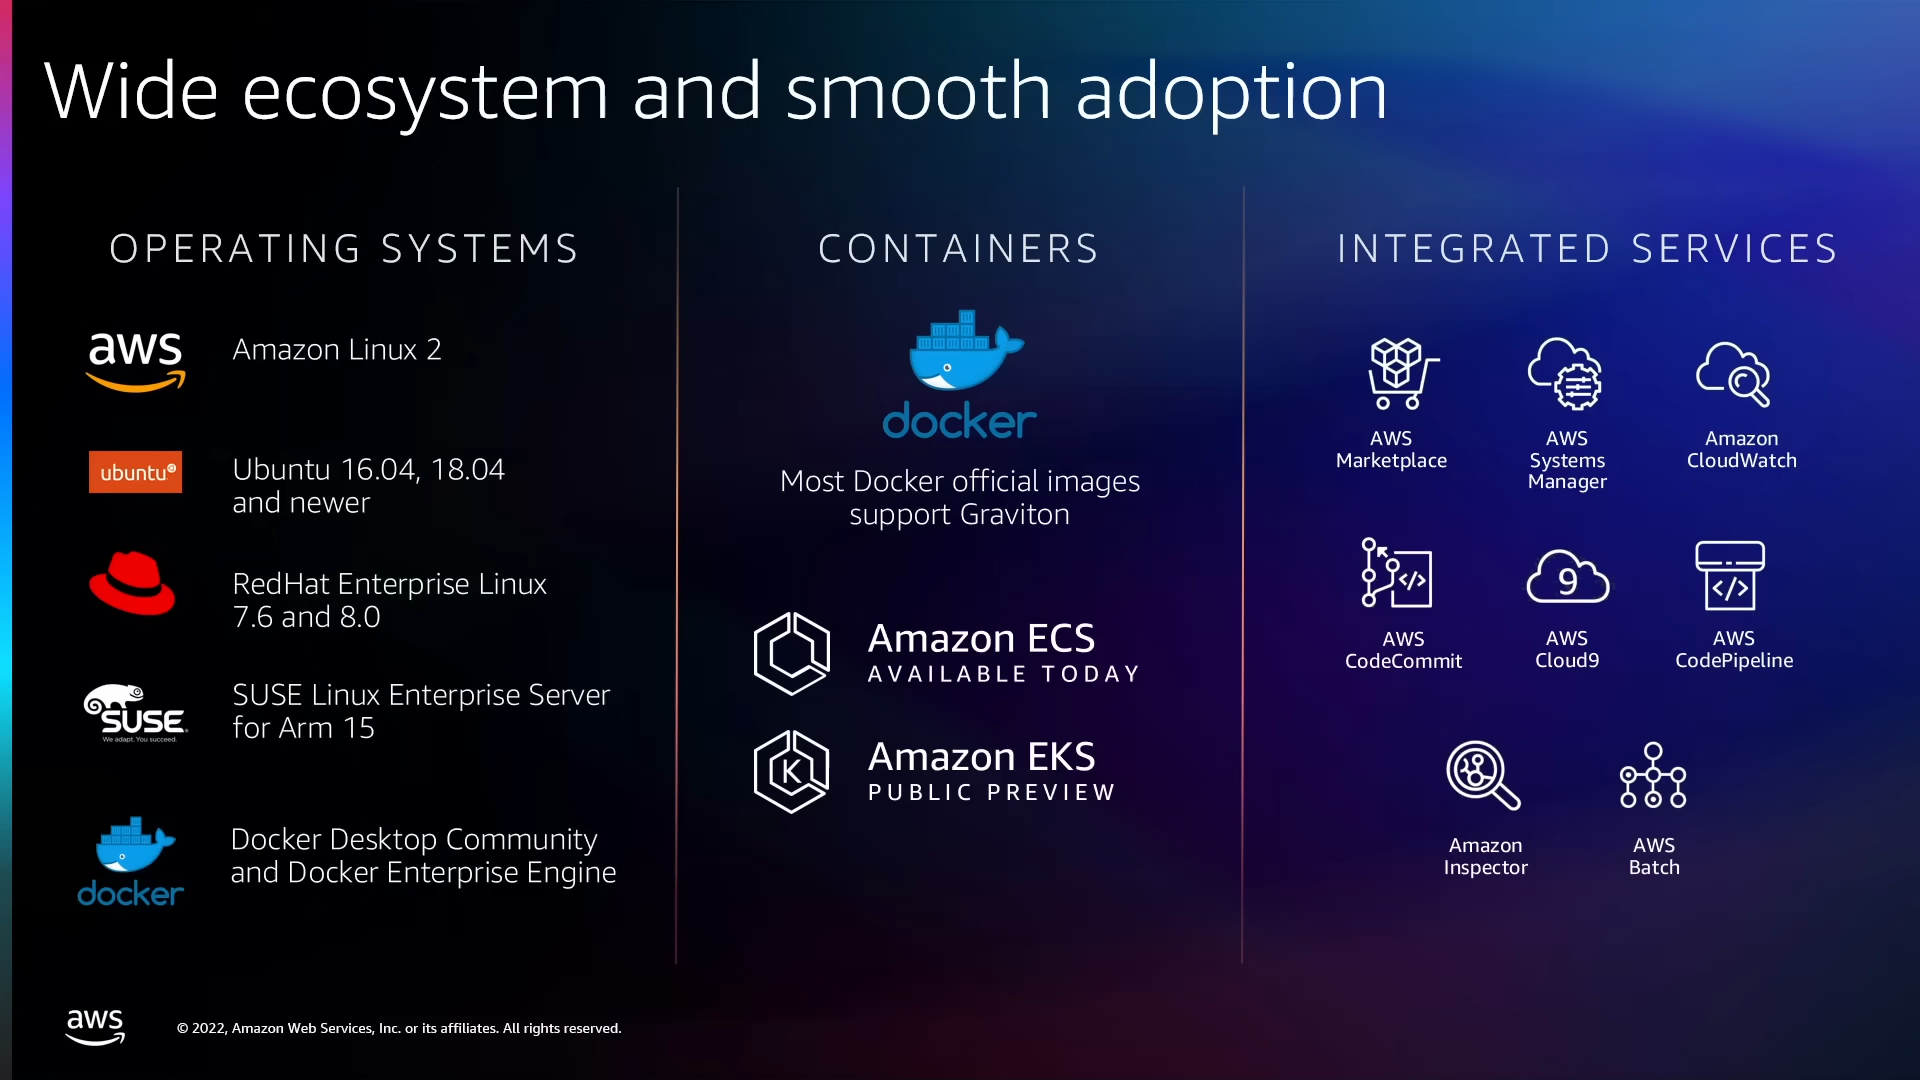 Wide ecosystem and smooth adoption
OPERATING SYSTEMS
aws
Amazon Linux 2
ubuntu
Ubuntu 16.04, 18.04
and newer
RedHat Enterprise Linux
7.6 and 8.0
SUSE
We adapt. You succeed.
SUSE Linux Enterprise Server
for Arm 15
docker
Docker Desktop Community
and Docker Enterprise Engine
CONTAINERS
docker
Most Docker official images
support Graviton
Amazon ECS
AVAILABLE TODAY
K
Amazon EKS
PUBLIC PREVIEW
INTEGRATED SERVICES
AWS
Marketplace
AWS
Systems
Manager
Amazon
CloudWatch
</>
AWS
CodeCommit
9
AWS
Cloud9
</>
AWS
CodePipeline
Amazon
Inspector
AWS
Batch
aws
© 2022, Amazon Web Services, Inc. or its affiliates. All rights reserved.